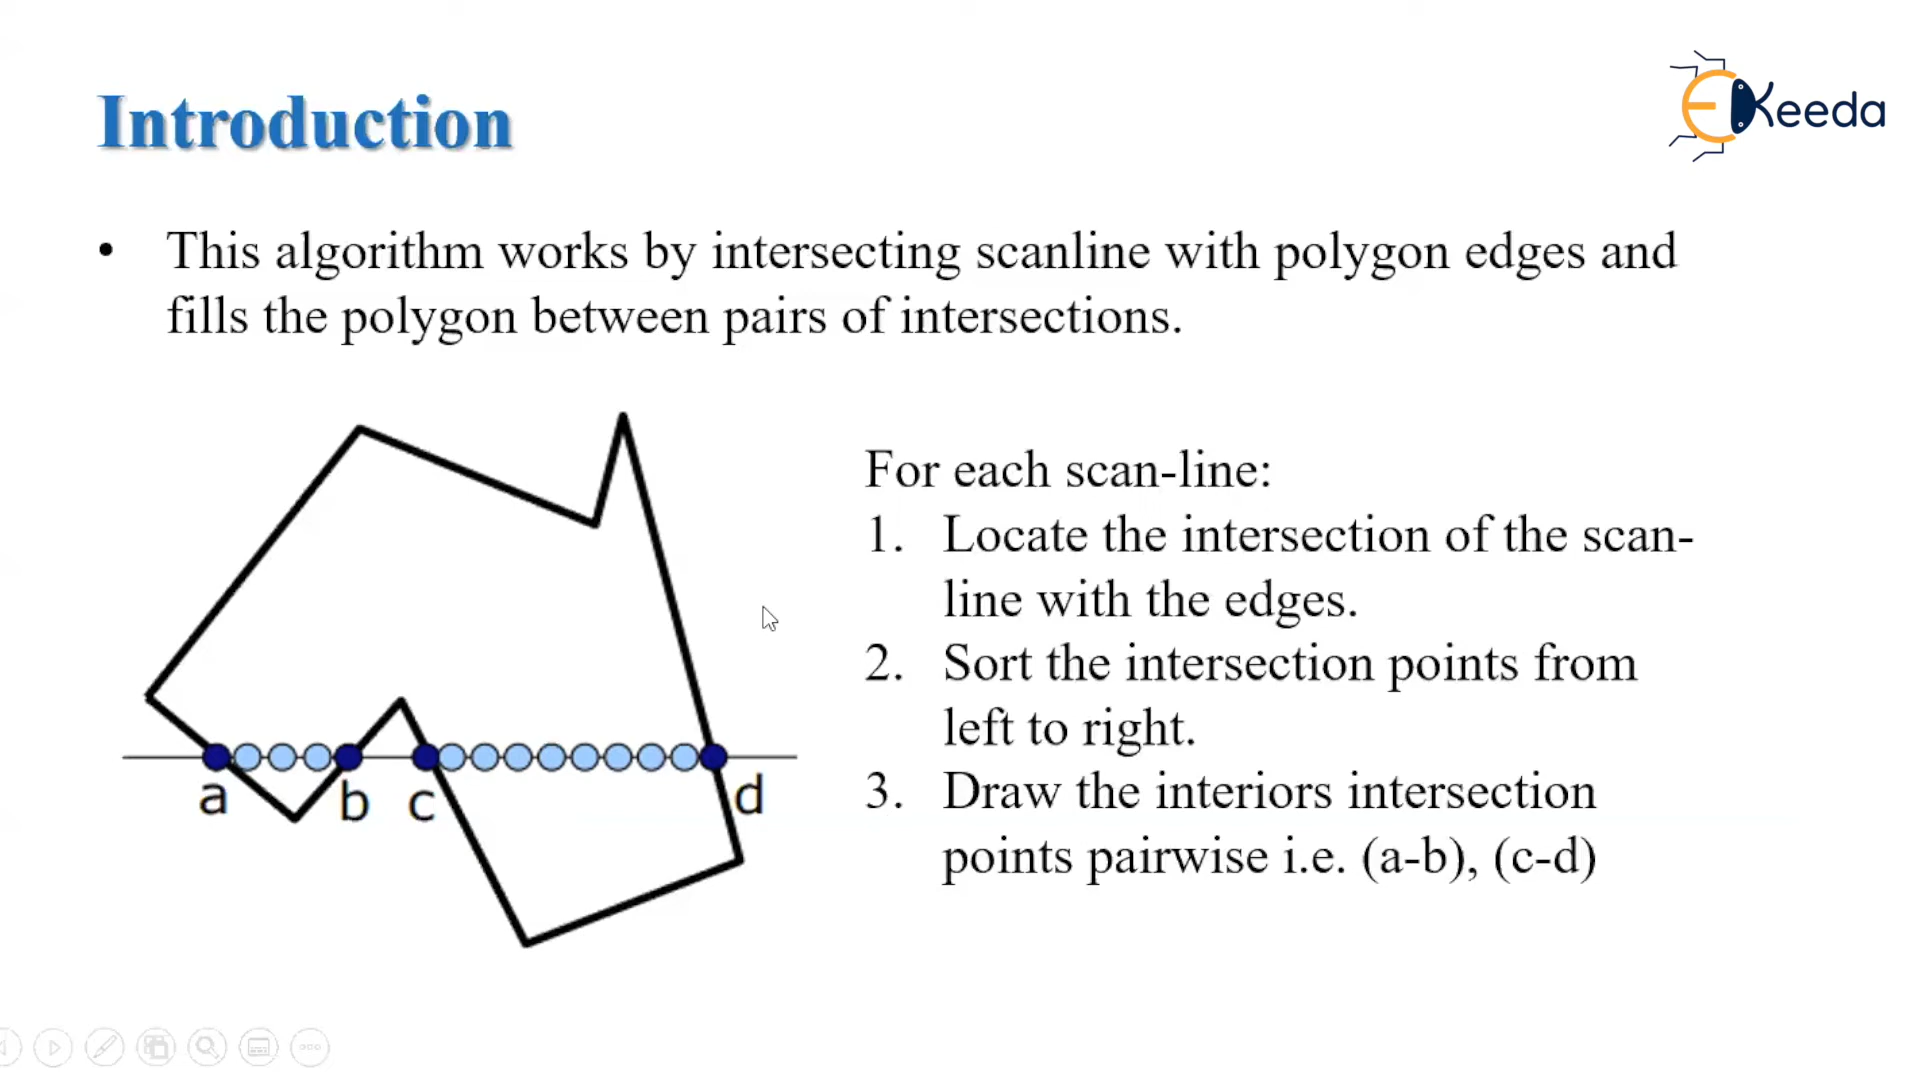 Introduction
EKeeda
• This algorithm works by intersecting scanline with polygon edges and
fills the polygon between pairs of intersections.
For each scan-line:
1. Locate the intersection of the scan-
line with the edges.
2. Sort the intersection points from
left to right.
3. Draw the interiors intersection
points pairwise i.e. (a-b), (c-d)
a b c d